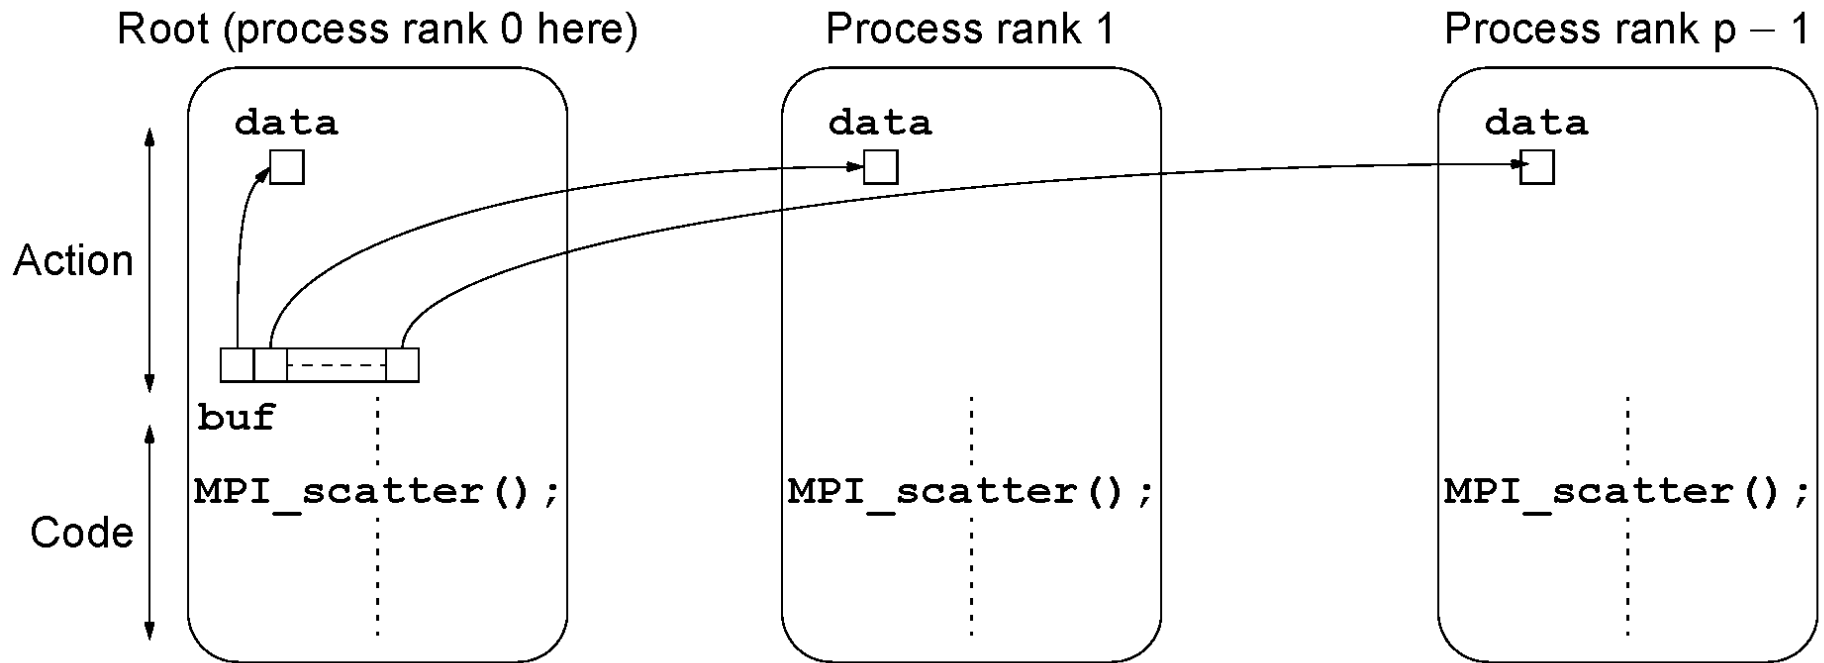 Root (process rank 0 here)
Process rank 1
Process rank p – 1
data
data
data
Action
buf
MPI_scatter();
MPI_scatter();
MPI_scatter();
Code